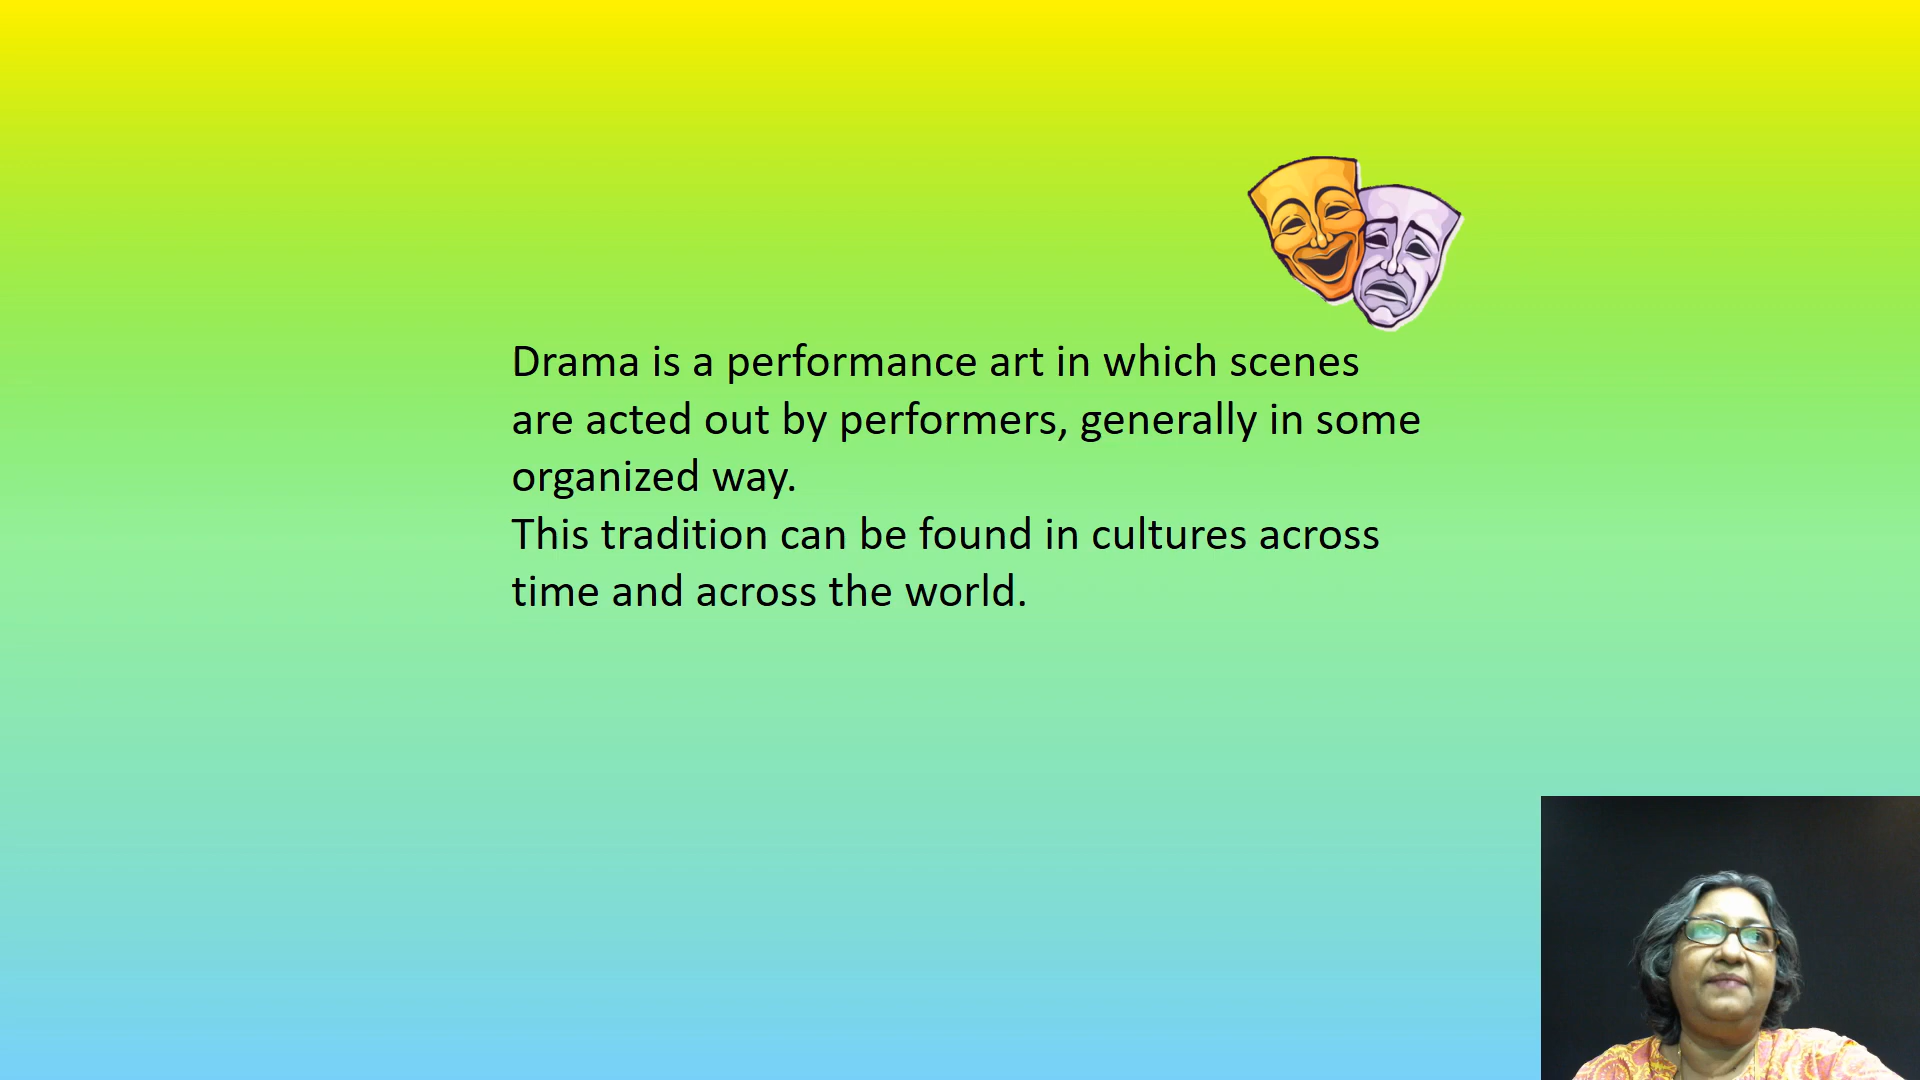 Drama is a performance art in which scenes
are acted out by performers, generally in some
organized way.
This tradition can be found in cultures across
time and across the world.